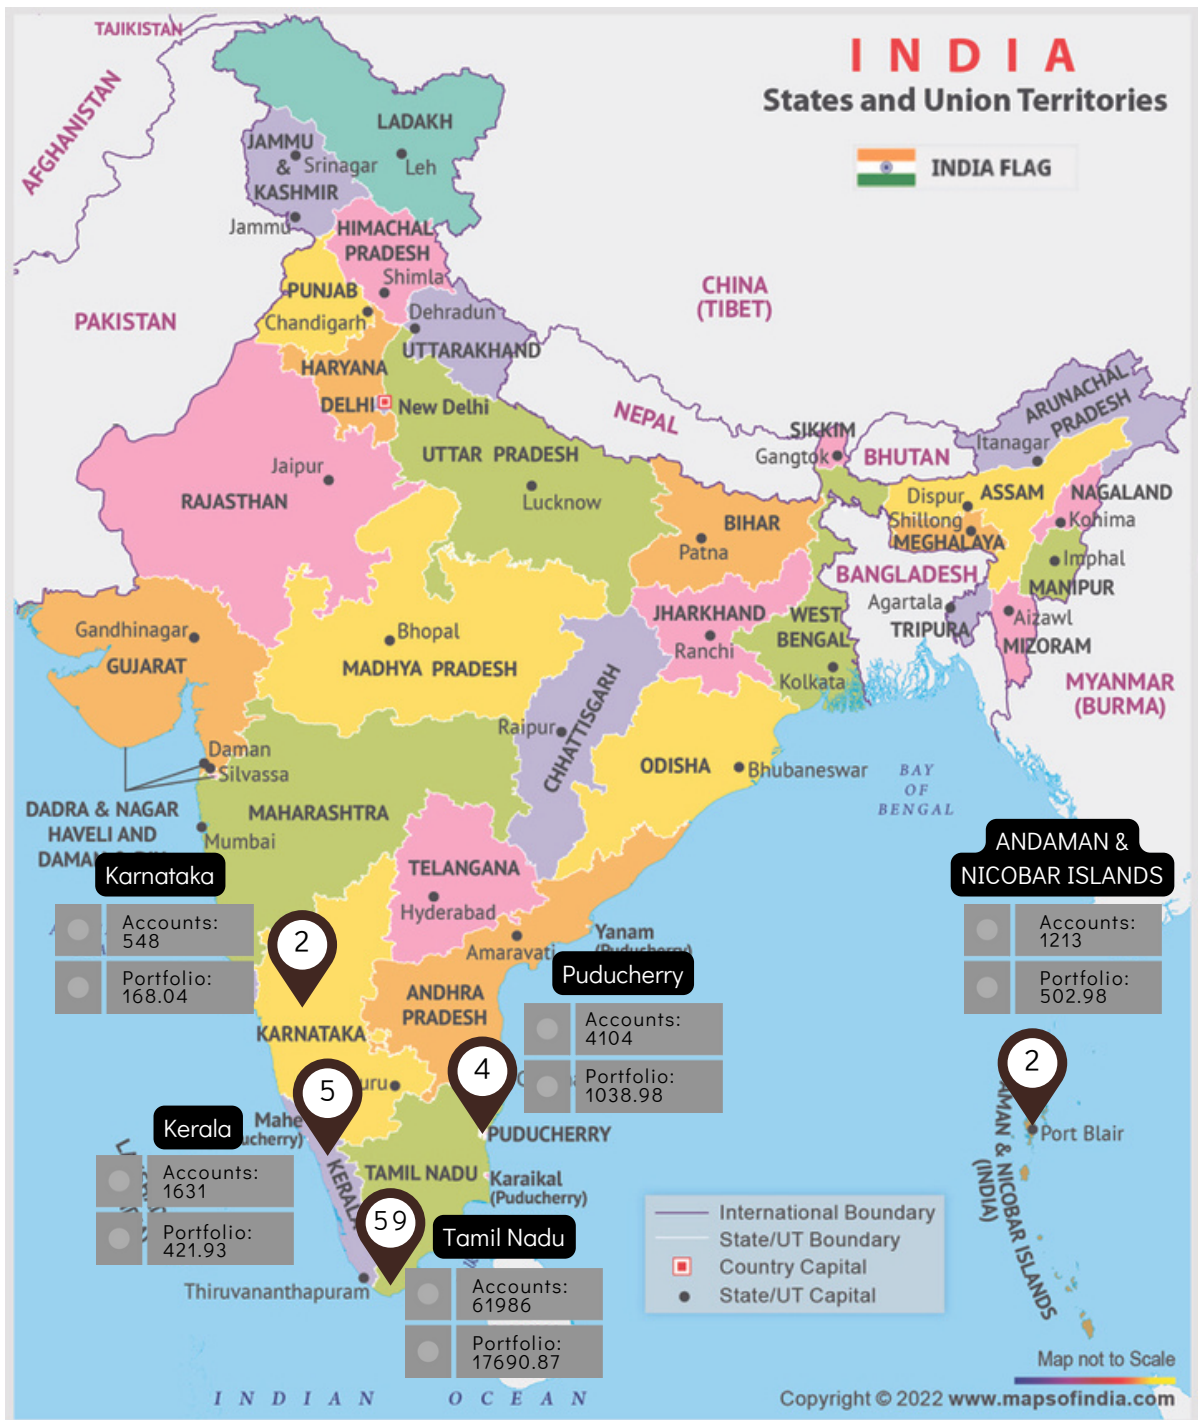 TAJIKISTAN
AFGHANISTAN
I N D I A
States and Union Territories
INDIA FLAG
LADAKH
Leh
JAMMU
&
KASHMIR
Srinagar
Jammu
HIMACHAL
PRADESH
Shimla
PUNJAB
Chandigarh
Dehradun
UTTARAKHAND
CHINA
(TIBET)
PAKISTAN
HARYANA
DELHI
New Delhi
NEPAL
ARUNACHAL
PRADESH
Itanagar
SIKKIM
Gangtok
BHUTAN
UTTAR PRADESH
Lucknow
Jaipur
RAJASTHAN
Dispur
ASSAM
NAGALAND
Shillong
Kohima
MEGHALAYA
BIHAR
Patna
Imphal
MANIPUR
BANGLADESH
Agartala
TRIPURA
Aizawl
MIZORAM
JHARKHAND
Ranchi
WEST
BENGAL
Kolkata
Gandhinagar
GUJARAT
Bhopal
MADHYA PRADESH
MYANMAR
(BURMA)
Raipur
CHHATTISGARH
ODISHA
Bhubaneswar
BAY
OF
BENGAL
Daman
Silvassa
DADRA & NAGAR
HAVELI AND
MAHARASHTRA
Mumbai
TELANGANA
Hyderabad
ANDAMAN &
NICOBAR ISLANDS
Accounts:
1213
Portfolio:
502.98
2
Port Blair
(INDIA)
Karnataka
Accounts:
548
Portfolio:
168.04
2
KARNATAKA
Amaravati
Yanam
ANDHRA
PRADESH
Puducherry
Accounts:
4104
Portfolio:
1038.98
4
PUDUCHERRY
5
Mahe
Kerala
Accounts:
1631
Portfolio:
421.93
TAMIL NADU
Karaikal
(Puducherry)
59
Tamil Nadu
Accounts:
61986
Portfolio:
17690.87
Thiruvananthapuram
International Boundary
State/UT Boundary
Country Capital
State/UT Capital
& NICOBAR ISLANDS
Map not to Scale
INDIAN OCEAN
Copyright © 2022 www.mapsofindia.com